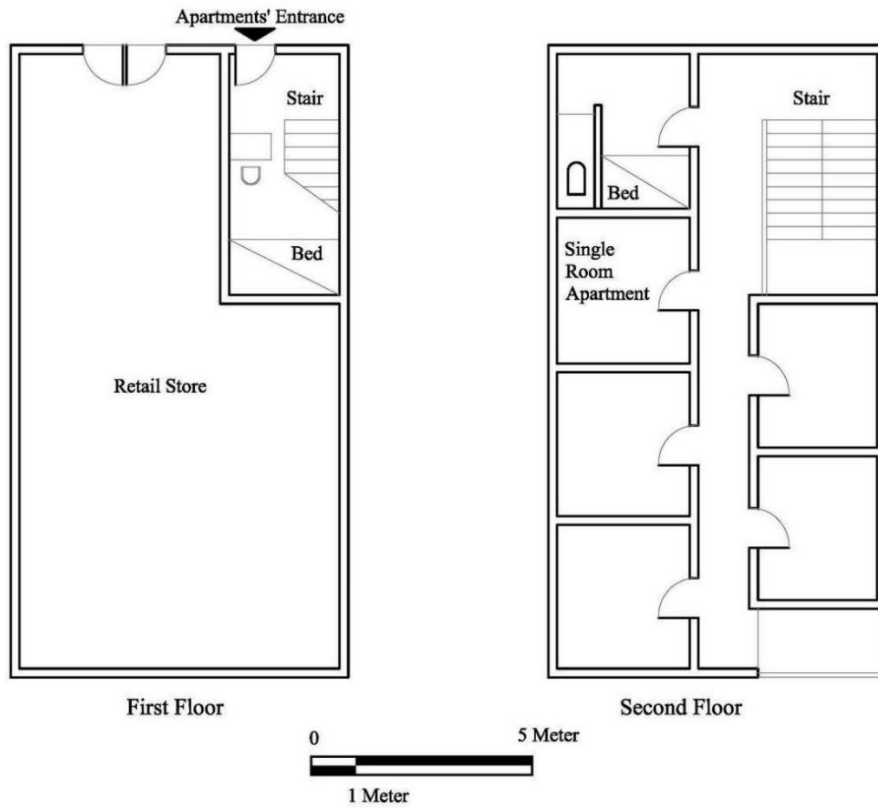 Apartments' Entrance
Stair
Bed
Retail Store
First Floor
Stair
Bed
Single
Room
Apartment
Second Floor
0
5 Meter
1 Meter